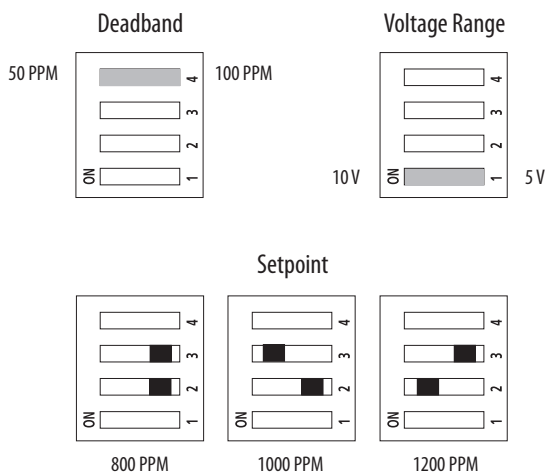 Deadband
Voltage Range
50 PPM
4
100 PPM
3
2
ON
1
4
3
2
10 V
ON
1
5 V
Setpoint
4
3
2
ON
1
4
3
2
ON
1
4
3
2
ON
1
800 PPM
1000 PPM
1200 PPM